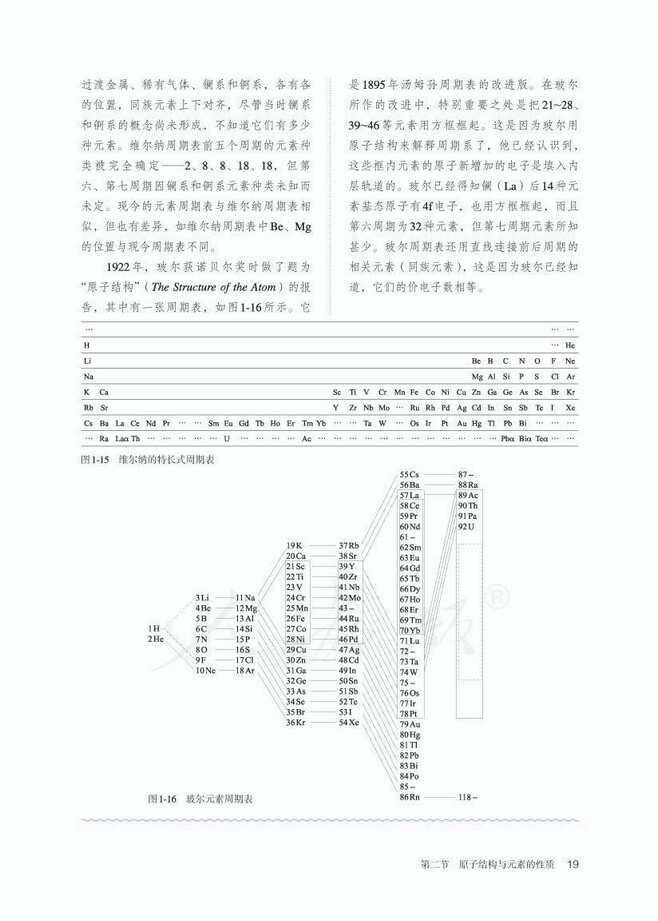 过渡金属、稀有气体、镧系和锕系，各有各
的位置，同族元素上下对齐，尽管当时镧系
和锕系的概念尚未形成，不知道它们有多少
种元素。维尔纳周期表前五个周期的元素种
类被完全确定——2、8、8、18、18，但第
六、第七周期因镧系和锕系元素种类未知而
未定。现今的元素周期表与维尔纳周期表相
似，但也有差异，如维尔纳周期表中Be、Mg
的位置与现今周期表不同。
1922年，玻尔获诺贝尔奖时做了题为
“原子结构”（The Structure of the Atom）的报
告，其中有一张周期表，如图1-16所示。它
是1895年汤姆孙周期表的改进版。在玻尔
所作的改进中，特别重要之处是把21~28、
39~46等元素用方框框起。这是因为玻尔用
原子结构来解释周期系了，他已经认识到，
这些框内元素的原子新增加的电子是填入内
层轨道的。玻尔已经得知镧（La）后14种元
素基态原子有4f电子，也用方框框起，而且
第六周期为32种元素，但第七周期元素所知
甚少。玻尔周期表还用直线连接前后周期的
相关元素（同族元素），这是因为玻尔已经知
道，它们的价电子数相等。
… … …
H … He
Li Be B C N O F Ne
Na Mg Al Si P S Cl Ar
K Ca Sc Ti V Cr Mn Fe Co Ni Cu Zn Ga Ge As Se Br Kr
Rb Sr Y Zr Nb Mo … Ru Rh Pd Ag Cd In Sn Sb Te I Xe
Cs Ba La Ce Nd Pr … … Sm Eu Gd Tb Ho Er Tm Yb … … Ta W … Os Ir Pt Au Hg Tl Pb Bi … … …
… Ra Laα Th … … … … … U … … … … Ac … … … … … … … … … … … … Pbα Biα Teα … …
图1-15 维尔纳的特长式周期表
1H
2He
3Li
4Be
5B
6C
7N
8O
9F
10Ne
11Na
12Mg
13Al
14Si
15P
16S
17Cl
18Ar
19K
20Ca
21Sc
22Ti
23V
24Cr
25Mn
26Fe
27Co
28Ni
29Cu
30Zn
31Ga
32Ge
33As
34Se
35Br
36Kr
37Rb
38Sr
39Y
40Zr
41Nb
42Mo
43–
44Ru
45Rh
46Pd
47Ag
48Cd
49In
50Sn
51Sb
52Te
53I
54Xe
55Cs
56Ba
57La
58Ce
59Pr
60Nd
61–
62Sm
63Eu
64Gd
65Tb
66Dy
67Ho
68Er
69Tm
70Yb
71Lu
72–
73Ta
74W
75–
76Os
77Ir
78Pt
79Au
80Hg
81Tl
82Pb
83Bi
84Po
85–
86Rn
87–
88Ra
89Ac
90Th
91Pa
92U
118–
图1-16 玻尔元素周期表
第二节 原子结构与元素的性质 19